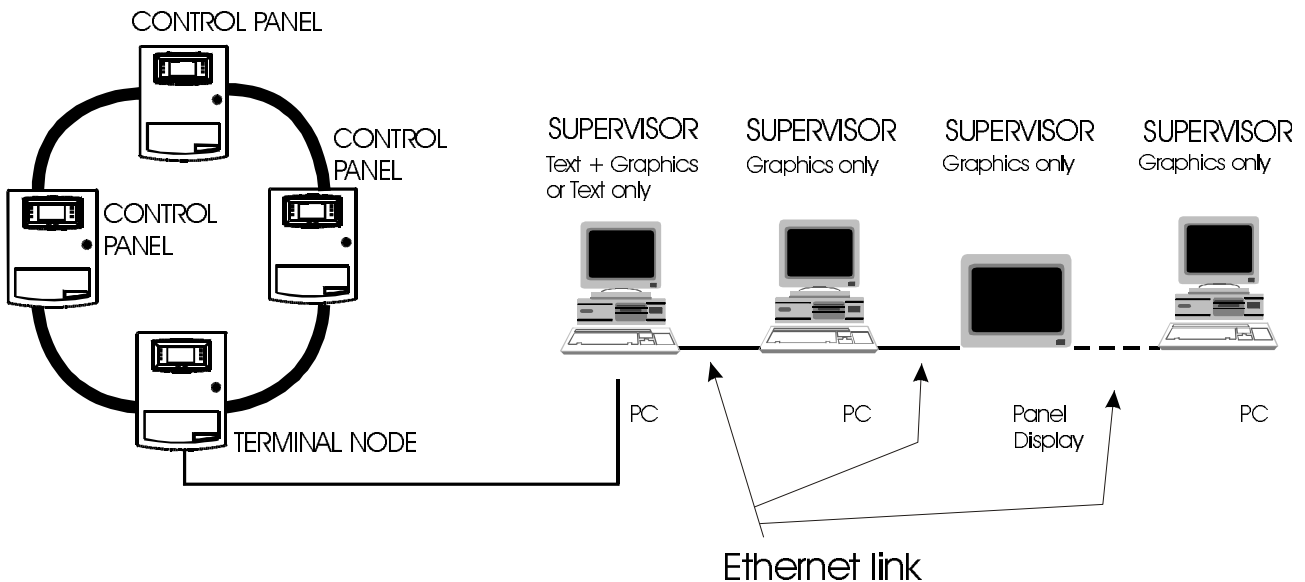 CONTROL PANEL
CONTROL
PANEL
CONTROL
PANEL
TERMINAL NODE
SUPERVISOR
Text + Graphics
or Text only
SUPERVISOR
Graphics only
SUPERVISOR
Graphics only
SUPERVISOR
Graphics only
PC
PC
Panel
Display
PC
Ethernet link